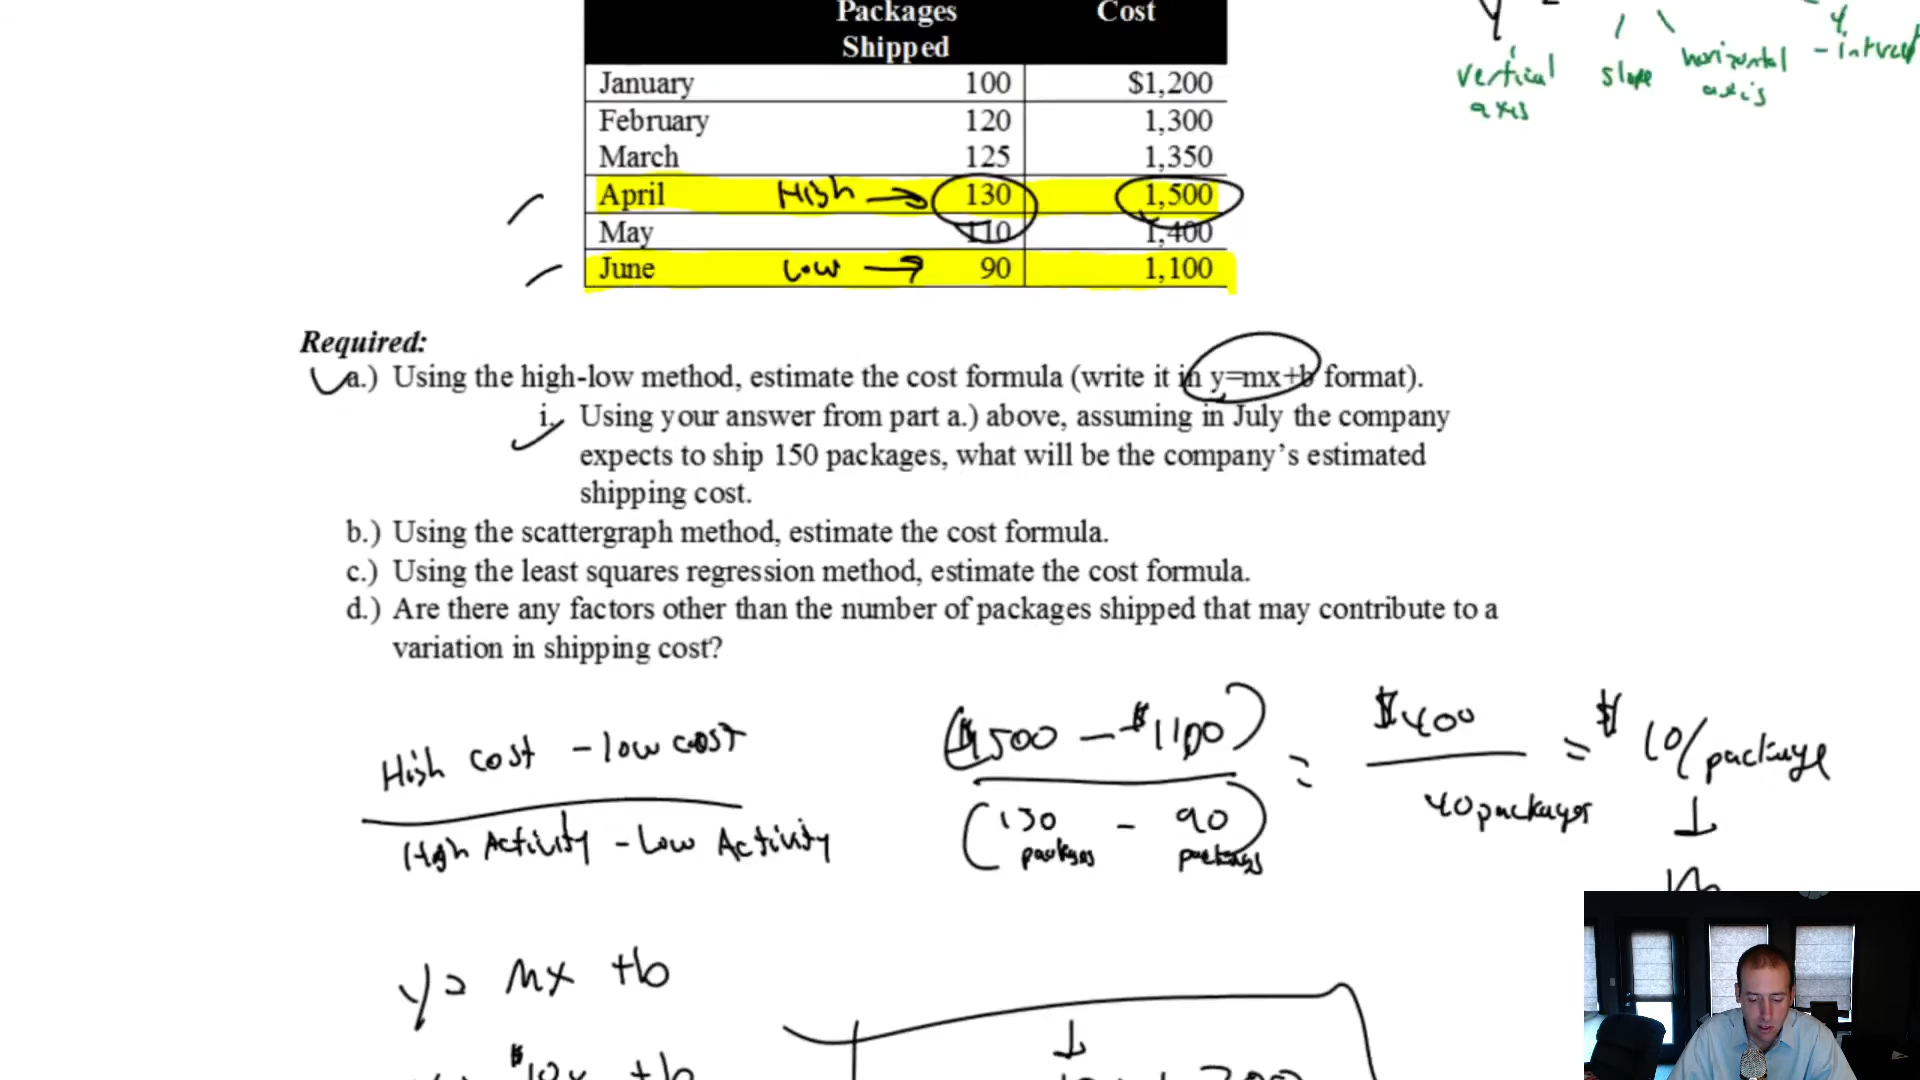 Packages Cost
Shipped
January 100 $1,200
February 120 1,300
March 125 1,350
April High → 130 1,500
May 110 1,400
June Low → 90 1,100
y =
vertical axis
slope
horizontal axis
y
- intercept
Required:
a.) Using the high-low method, estimate the cost formula (write it in y=mx+b format).
i. Using your answer from part a.) above, assuming in July the company
expects to ship 150 packages, what will be the company’s estimated
shipping cost.
b.) Using the scattergraph method, estimate the cost formula.
c.) Using the least squares regression method, estimate the cost formula.
d.) Are there any factors other than the number of packages shipped that may contribute to a
variation in shipping cost?
High cost - low cost
High Activity - Low Activity
($1500 - $1100)
(130 packages - 90 packages)
= $400
40 packages
= $10/package
↓
m
y = mx + b
$10x + b
↓